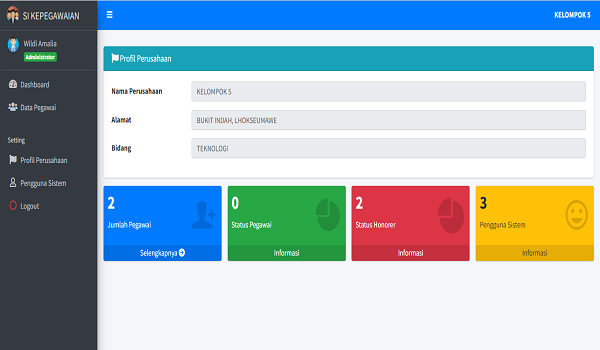 SI KEPEGAWAIAN
KELOMPOK 5
Wildi Amalia
Administrator
Dashboard
Data Pegawai
Setting
Profil Perusahaan
Pengguna Sistem
Logout
Profil Perusahaan
Nama Perusahaan KELOMPOK 5
Alamat BUKIT INDAH, LHOKSEUMAWE
Bidang TEKNOLOGI
2 0 2 3
Jumlah Pegawai Status Pegawai Status Honorer Pengguna Sistem
Selengkapnya Informasi Informasi Informasi